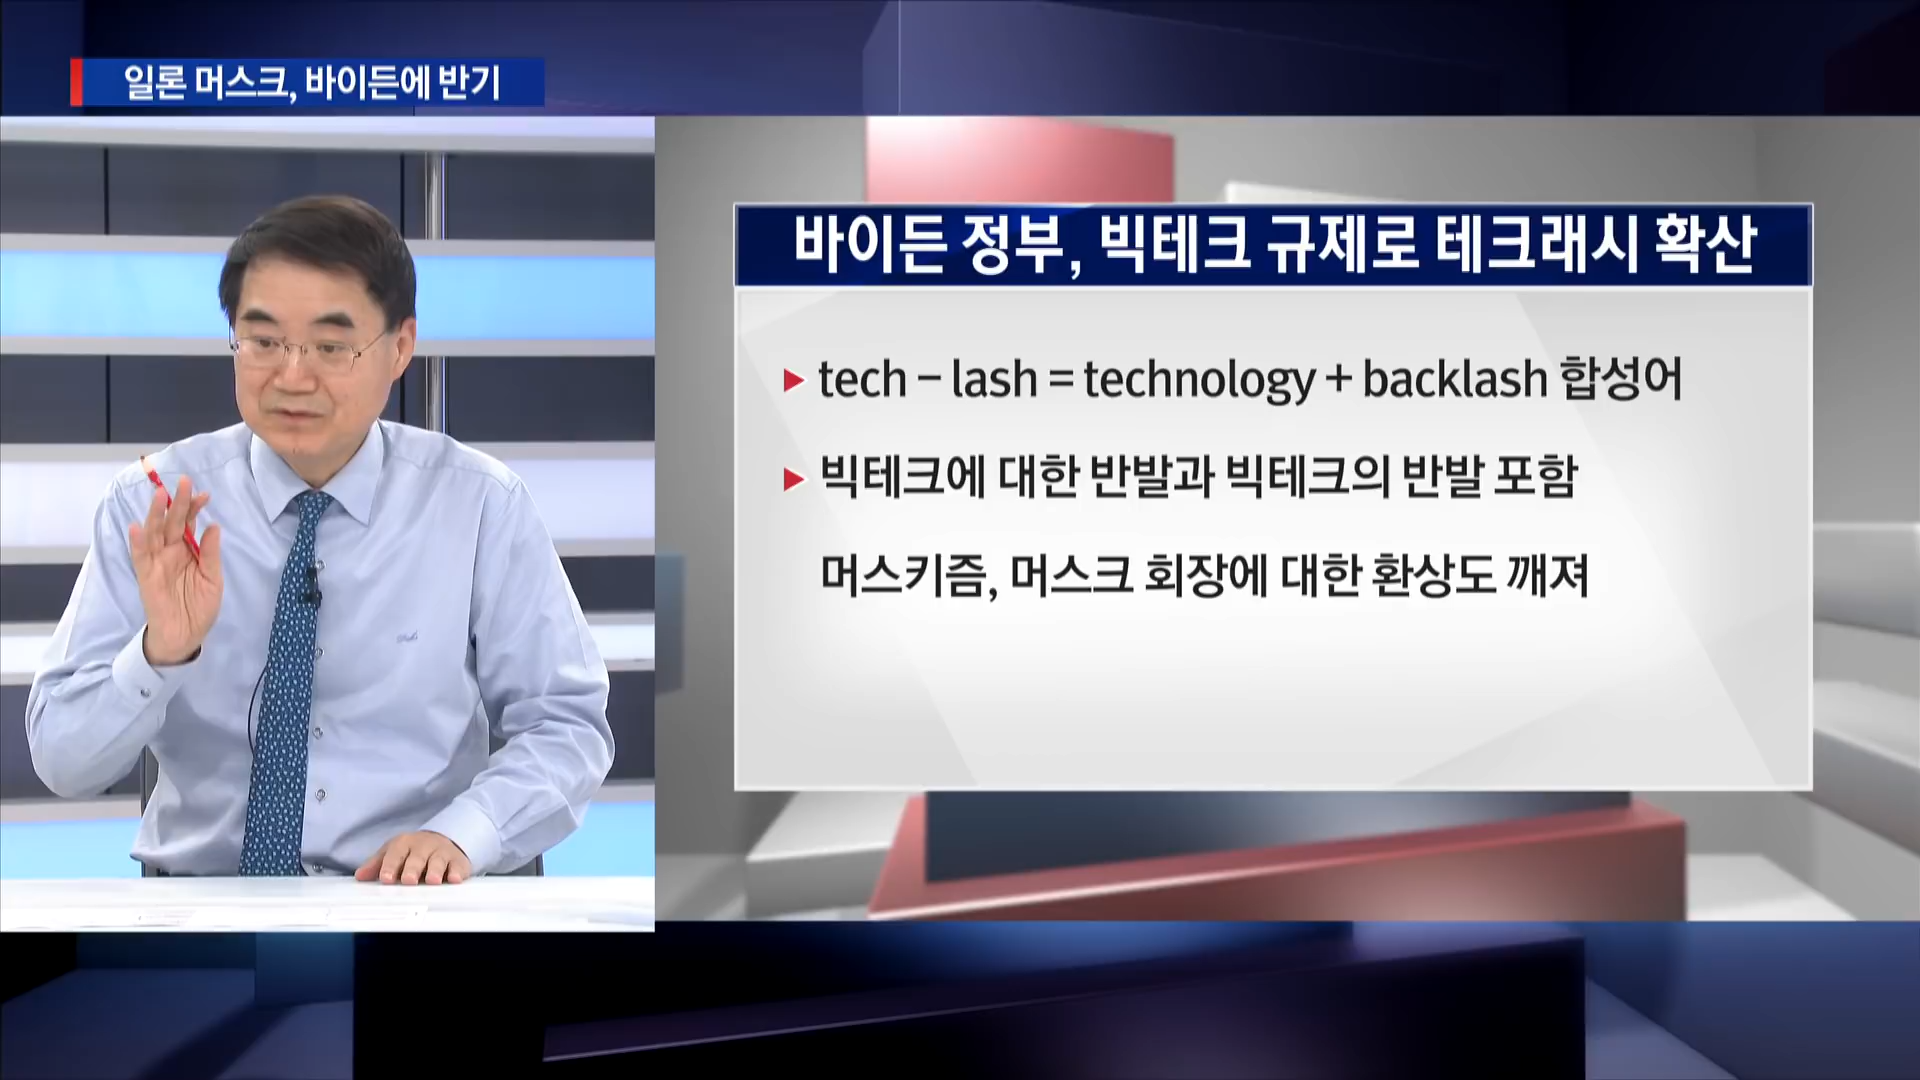 일론 머스크, 바이든에 반기
바이든 정부, 빅테크 규제로 테크래시 확산
▶ tech – lash = technology + backlash 합성어
▶ 빅테크에 대한 반발과 빅테크의 반발 포함
머스키즘, 머스크 회장에 대한 환상도 깨져